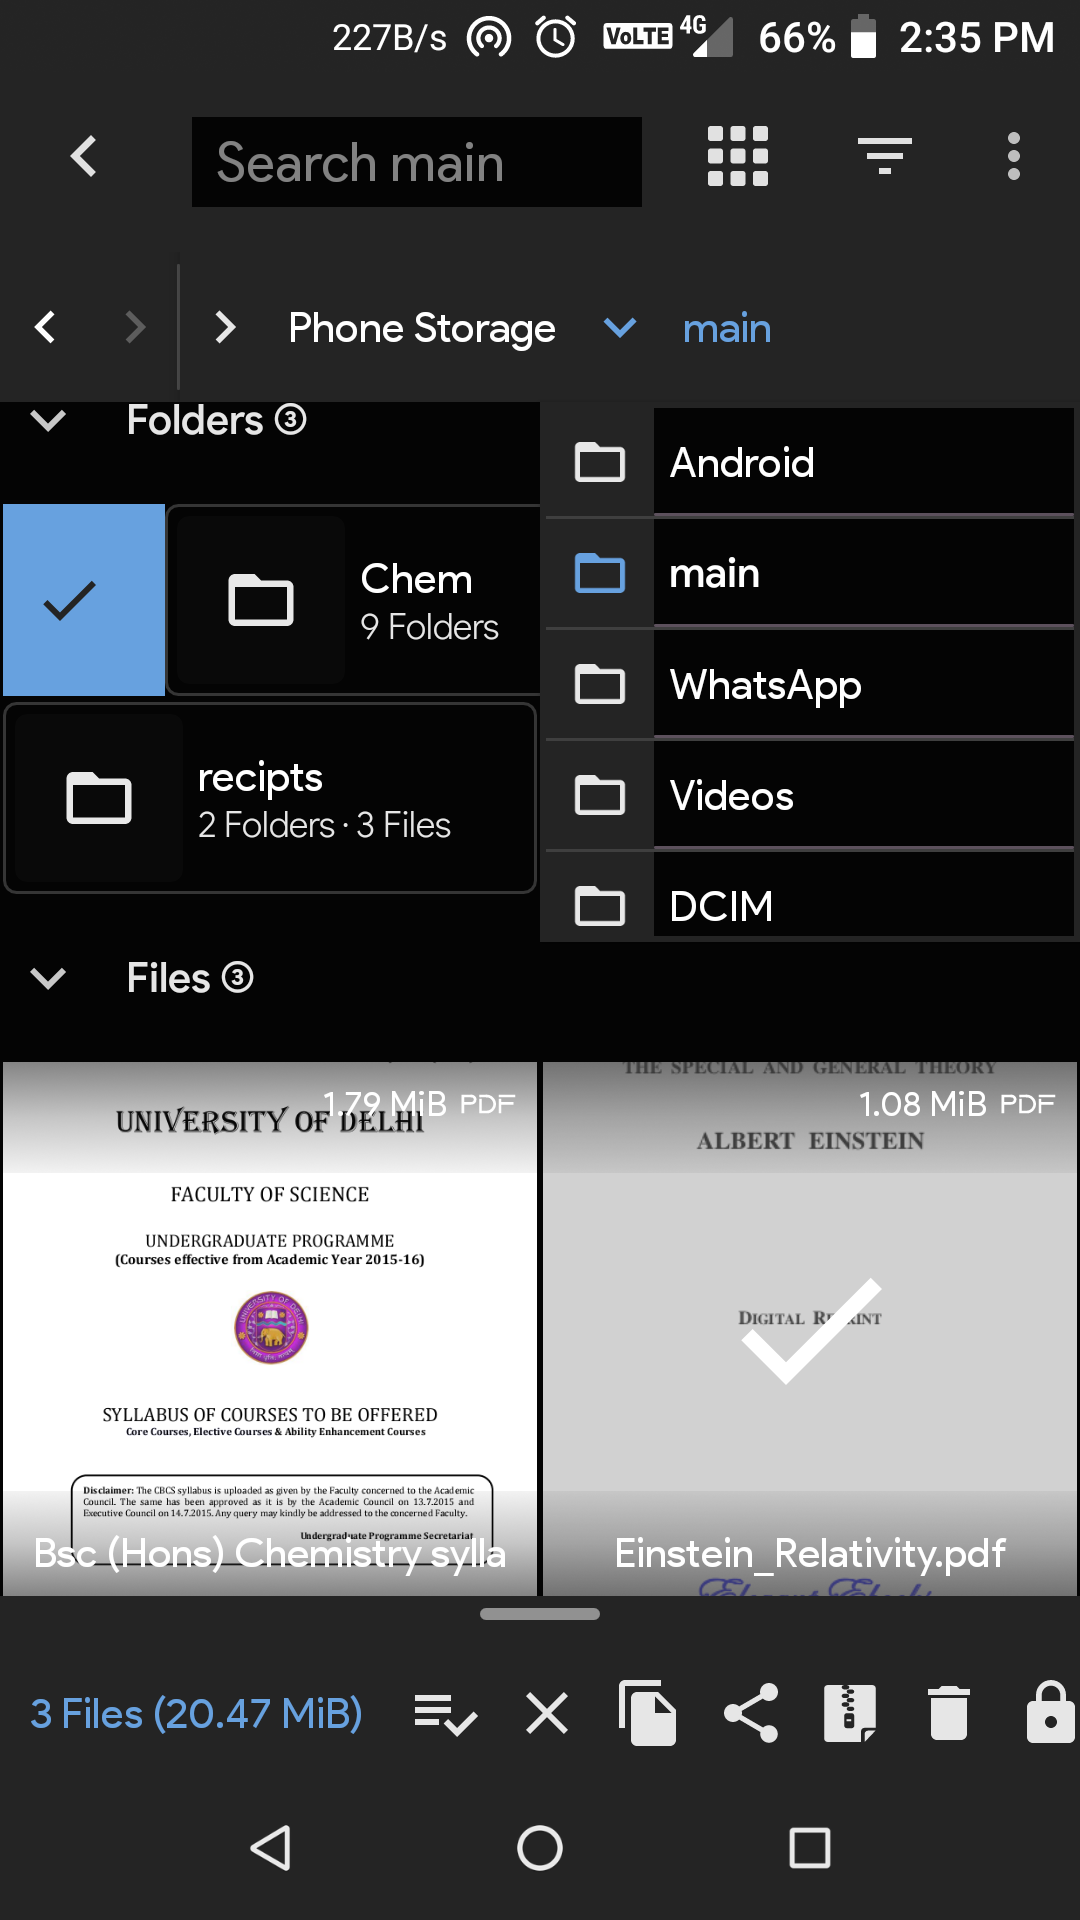 227B/s VoLTE 4G 66% 2:35 PM
Search main
Phone Storage main
Folders 3
Chem
9 Folders
recipts
2 Folders · 3 Files
Android
main
WhatsApp
Videos
DCIM
Files 3
1.79 MiB PDF
UNIVERSITY OF DELHI
FACULTY OF SCIENCE
UNDERGRADUATE PROGRAMME
(Courses effective from Academic Year 2015-16)
UNIVERSITY OF DELHI
SYLLABUS OF COURSES TO BE OFFERED
Core Courses, Elective Courses & Ability Enhancement Courses
Disclaimer: The CBCS syllabus is uploaded as given by the Faculty concerned to the Academic
Council. The same has been approved as it is by the Academic Council on 13.7.2015 and
Executive Council on 14.7.2015. Any query may kindly be addressed to the concerned Faculty.
Undergraduate Programme Secretariat
Bsc (Hons) Chemistry sylla
THE SPECIAL AND GENERAL THEORY
1.08 MiB PDF
ALBERT EINSTEIN
DIGITAL REPRINT
Einstein_Relativity.pdf
3 Files (20.47 MiB)